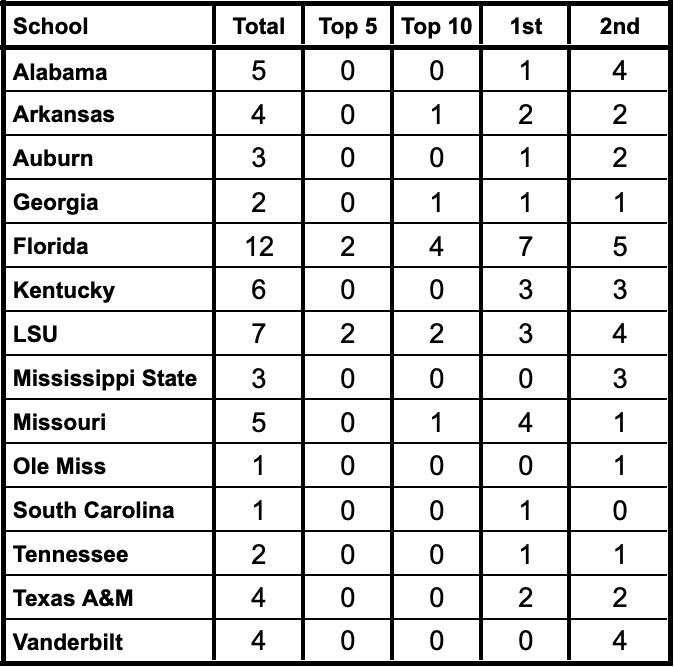 School Total Top 5 Top 10 1st 2nd
Alabama 5 0 0 1 4
Arkansas 4 0 1 2 2
Auburn 3 0 0 1 2
Georgia 2 0 1 1 1
Florida 12 2 4 7 5
Kentucky 6 0 0 3 3
LSU 7 2 2 3 4
Mississippi State 3 0 0 0 3
Missouri 5 0 1 4 1
Ole Miss 1 0 0 0 1
South Carolina 1 0 0 1 0
Tennessee 2 0 0 1 1
Texas A&M 4 0 0 2 2
Vanderbilt 4 0 0 0 4